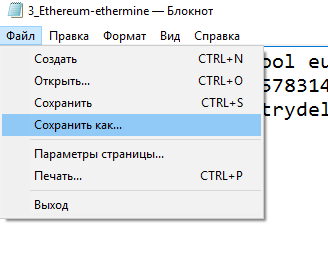 3_Ethereum-ethermine — Блокнот
Файл Правка Формат Вид Справка
Создать CTRL+N
Открыть... CTRL+O
Сохранить CTRL+S
Сохранить как...
Параметры страницы...
Печать... CTRL+P
Выход
ool eu
578314
trydel